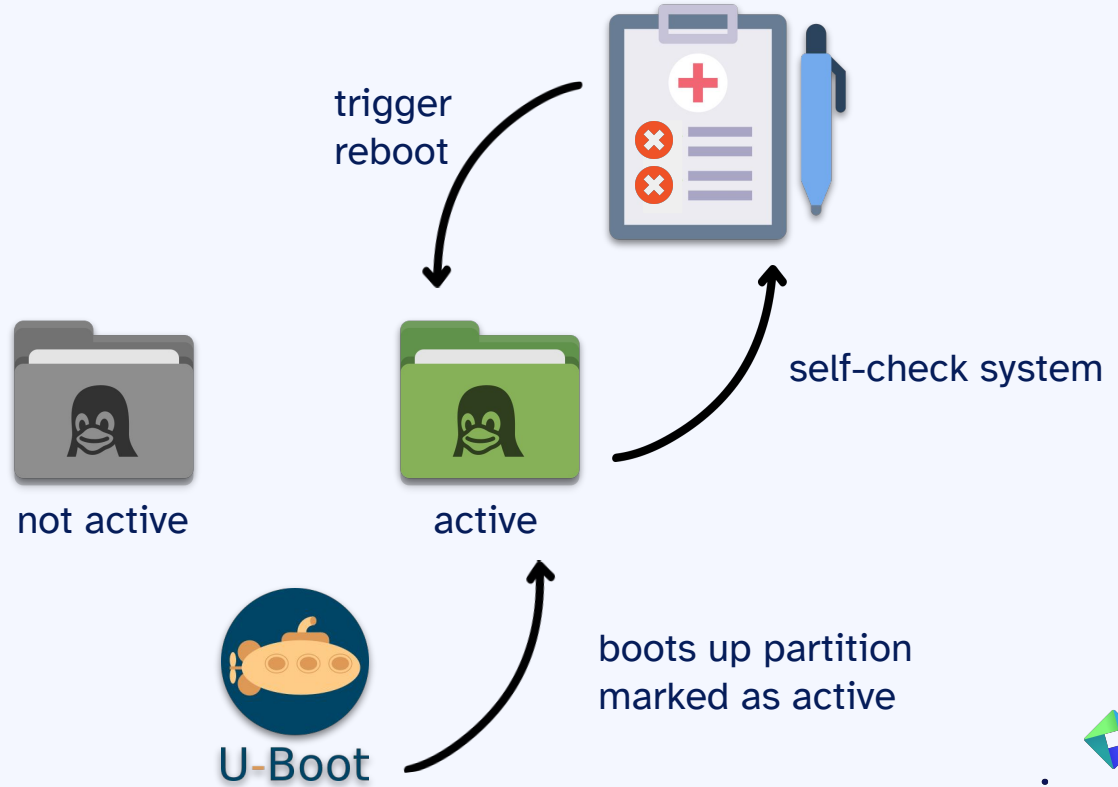 trigger
reboot
self-check system
not active
active
boots up partition
marked as active
U-Boot